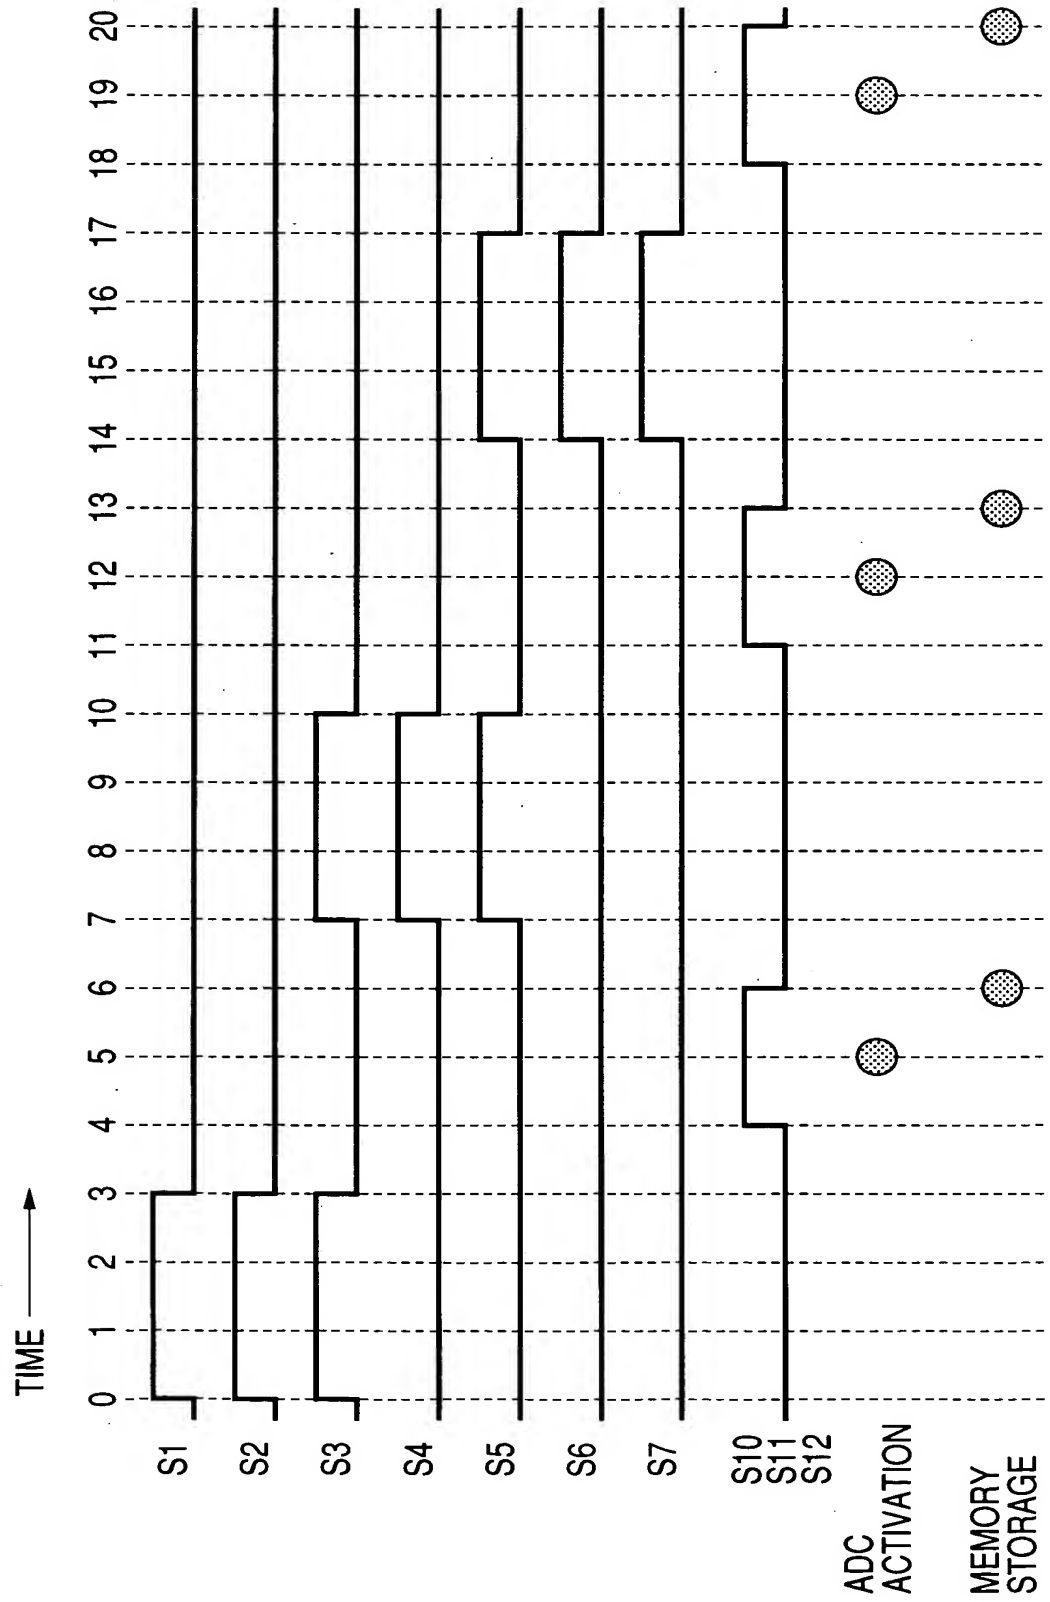 TIME
0 1 2 3 4 5 6 7 8 9 10 11 12 13 14 15 16 17 18 19 20
S1
S2
S3
S4
S5
S6
S7
S10
S11
S12
ADC
ACTIVATION
MEMORY
STORAGE